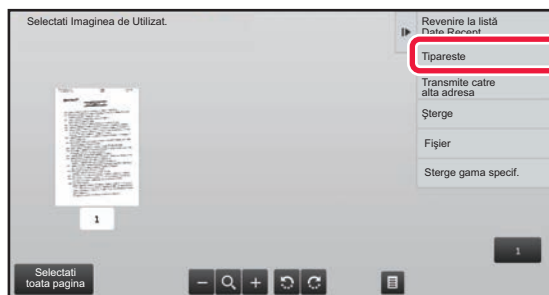 Selectati Imaginea de Utilizat.
Revenire la listă
Date Recept.
Tipareste
Transmite catre
alta adresa
Şterge
Fişier
Sterge gama specif.
1
1
Selectati
toata pagina